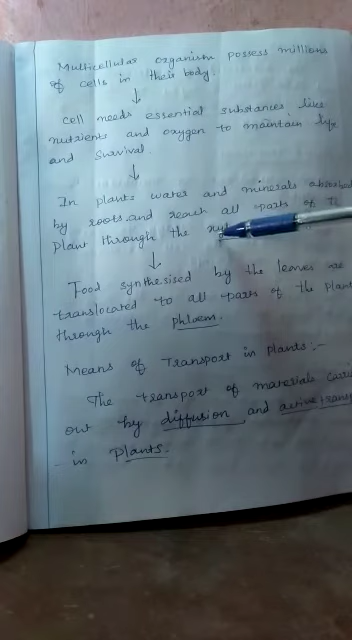 Multicellular organism possess millions
of cells in their body.
↓
cell needs essential substances like
nutrients and oxygen to maintain life
and survival.
↓
In plants water and minerals absorbed
by roots and reach all parts of
plant through the
↓
Food synthesised by the leaves are
translocated to all parts of the plant
through the phloem.
Means of Transport in plants:-
The transport of materials
out by diffusion and active
in plants.